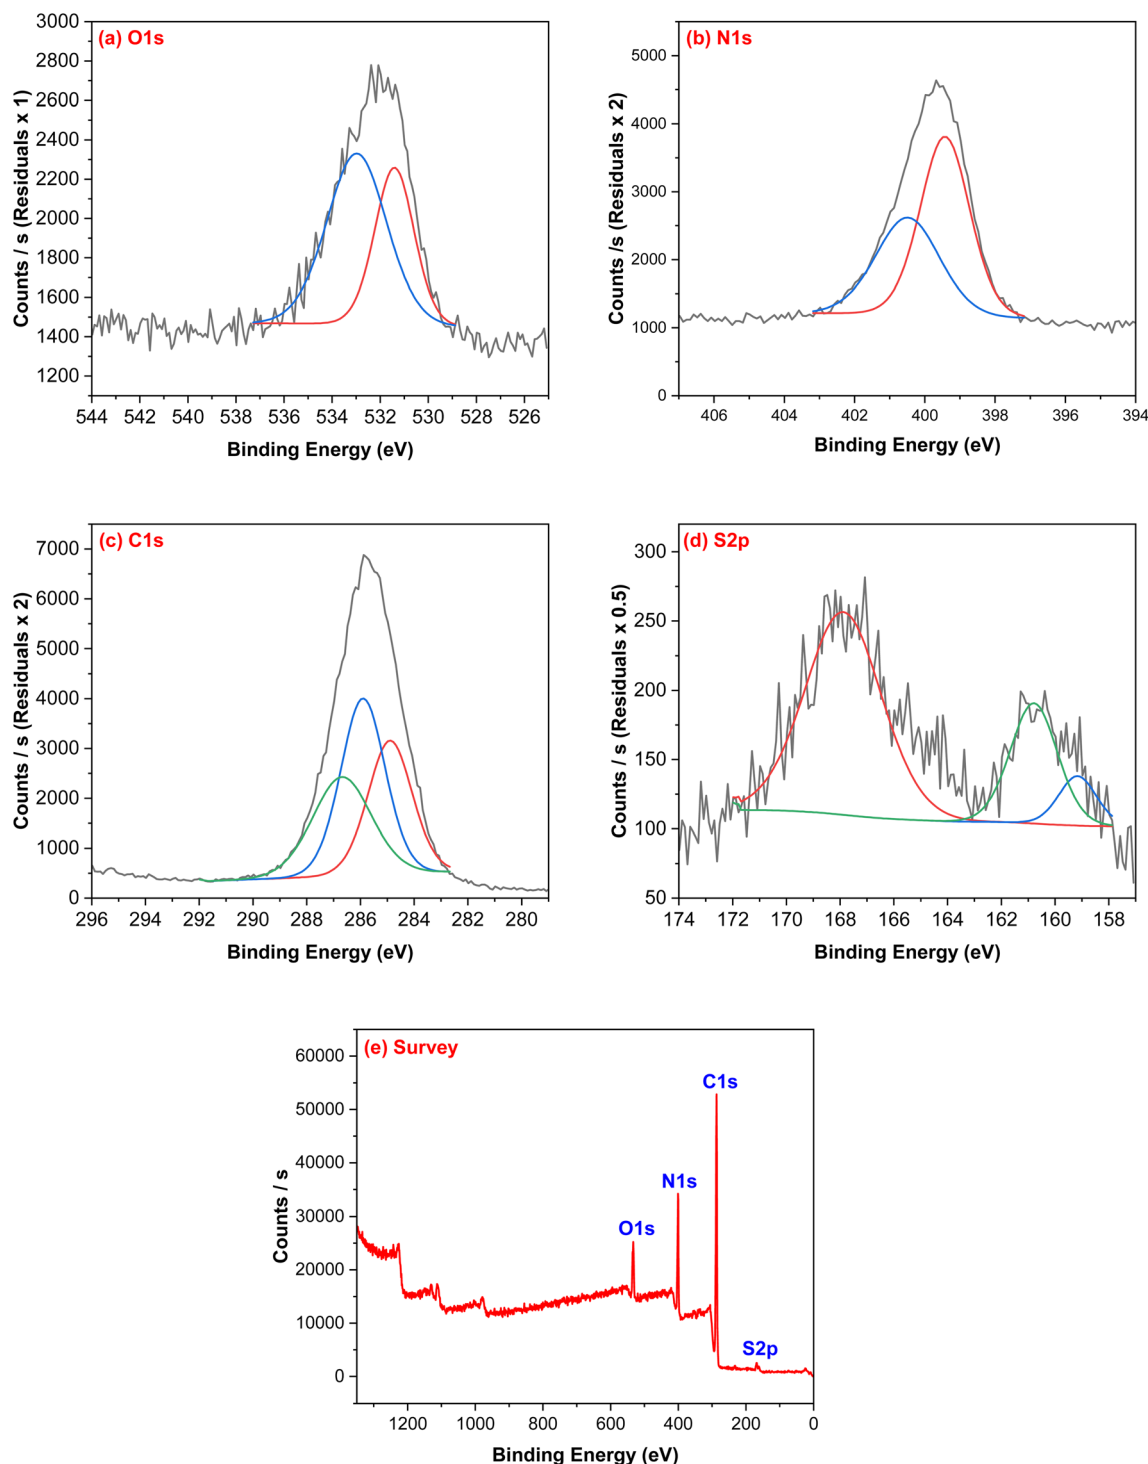 (a) O1s
Counts / s (Residuals x 1)
3000
2800
2600
2400
2200
2000
1800
1600
1400
1200
544 542 540 538 536 534 532 530 528 526
Binding Energy (eV)
(b) N1s
Counts /s (Residuals x 2)
5000
4000
3000
2000
1000
0
406 404 402 400 398 396 394
Binding Energy (eV)
(c) C1s
Counts / s (Residuals x 2)
7000
6000
5000
4000
3000
2000
1000
0
296 294 292 290 288 286 284 282 280
Binding Energy (eV)
(d) S2p
Counts / s (Residuals x 0.5)
300
250
200
150
100
50
174 172 170 168 166 164 162 160 158
Binding Energy (eV)
(e) Survey
Counts / s
60000
50000
40000
30000
20000
10000
0
C1s
N1s
O1s
S2p
1200 1000 800 600 400 200 0
Binding Energy (eV)